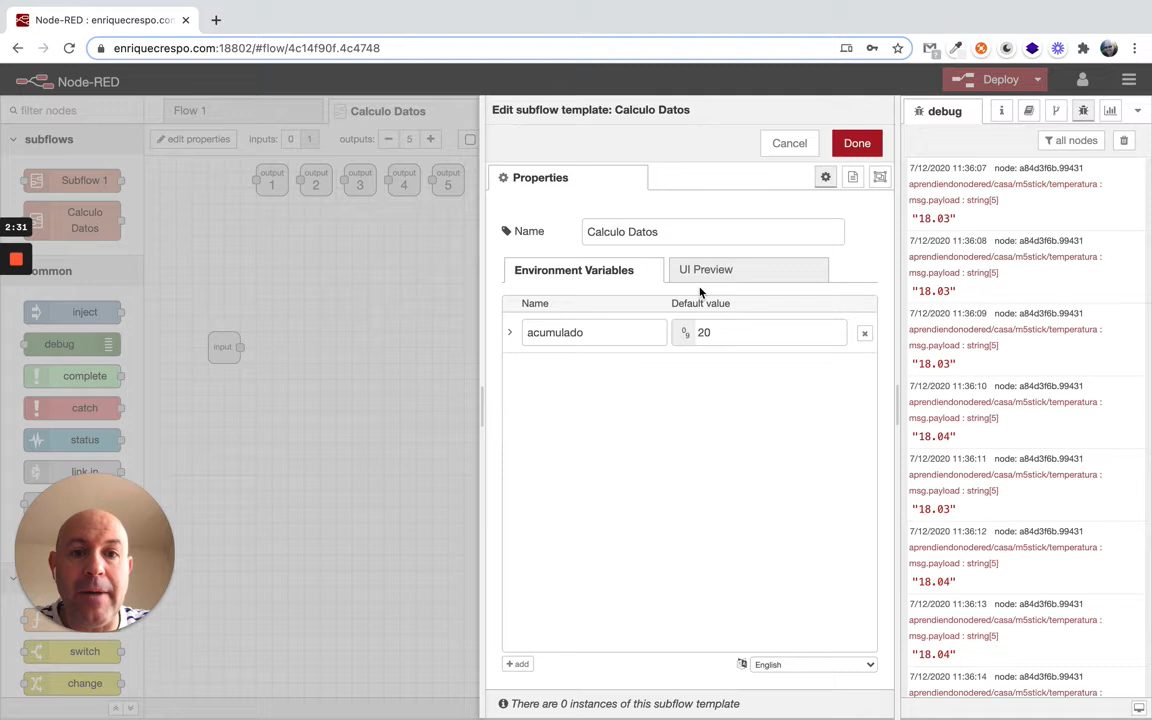 Node-RED : enriquecrespo.con
enriquecrespo.com:18802/#flow/4c14f90f.4c4748
Node-RED
Deploy
filter nodes
Flow 1
Calculo Datos
subflows
edit properties
inputs: 0 1
outputs: 5
Subflow 1
Calculo
Datos
2:31
output
1
output
2
output
3
output
4
output
5
common
inject
debug
complete
catch
status
link in
input
switch
change
Edit subflow template: Calculo Datos
Cancel
Done
Properties
Name
Calculo Datos
Environment Variables
UI Preview
Name
Default value
acumulado
20
add
English
There are 0 instances of this subflow template
debug
all nodes
7/12/2020 11:36:07 node: a84d3f6b.99431
aprendiendonodered/casa/m5stick/temperatura :
msg.payload : string[5]
"18.03"
7/12/2020 11:36:08 node: a84d3f6b.99431
aprendiendonodered/casa/m5stick/temperatura :
msg.payload : string[5]
"18.03"
7/12/2020 11:36:09 node: a84d3f6b.99431
aprendiendonodered/casa/m5stick/temperatura :
msg.payload : string[5]
"18.03"
7/12/2020 11:36:10 node: a84d3f6b.99431
aprendiendonodered/casa/m5stick/temperatura :
msg.payload : string[5]
"18.04"
7/12/2020 11:36:11 node: a84d3f6b.99431
aprendiendonodered/casa/m5stick/temperatura :
msg.payload : string[5]
"18.03"
7/12/2020 11:36:12 node: a84d3f6b.99431
aprendiendonodered/casa/m5stick/temperatura :
msg.payload : string[5]
"18.04"
7/12/2020 11:36:13 node: a84d3f6b.99431
aprendiendonodered/casa/m5stick/temperatura :
msg.payload : string[5]
"18.04"
7/12/2020 11:36:14 node: a84d3f6b.99431
aprendiendonodered/casa/m5stick/temperatura :